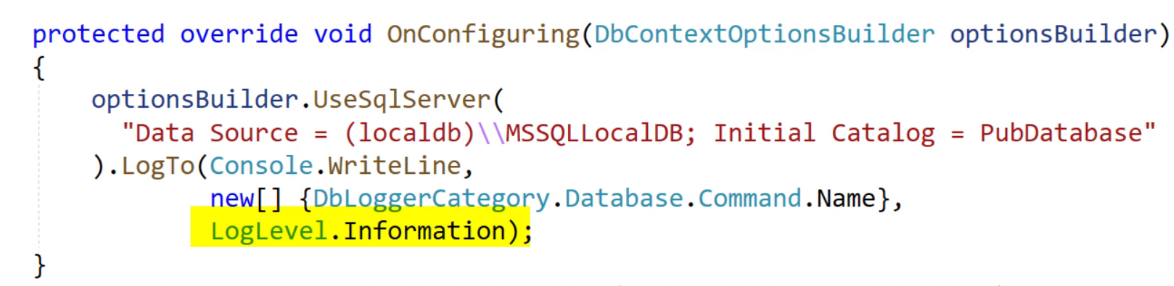 protected override void OnConfiguring(DbContextOptionsBuilder optionsBuilder)
{
    optionsBuilder.UseSqlServer(
      "Data Source = (localdb)\\MSSQLLocalDB; Initial Catalog = PubDatabase"
    ).LogTo(Console.WriteLine,
            new[] {DbLoggerCategory.Database.Command.Name},
            LogLevel.Information);
}